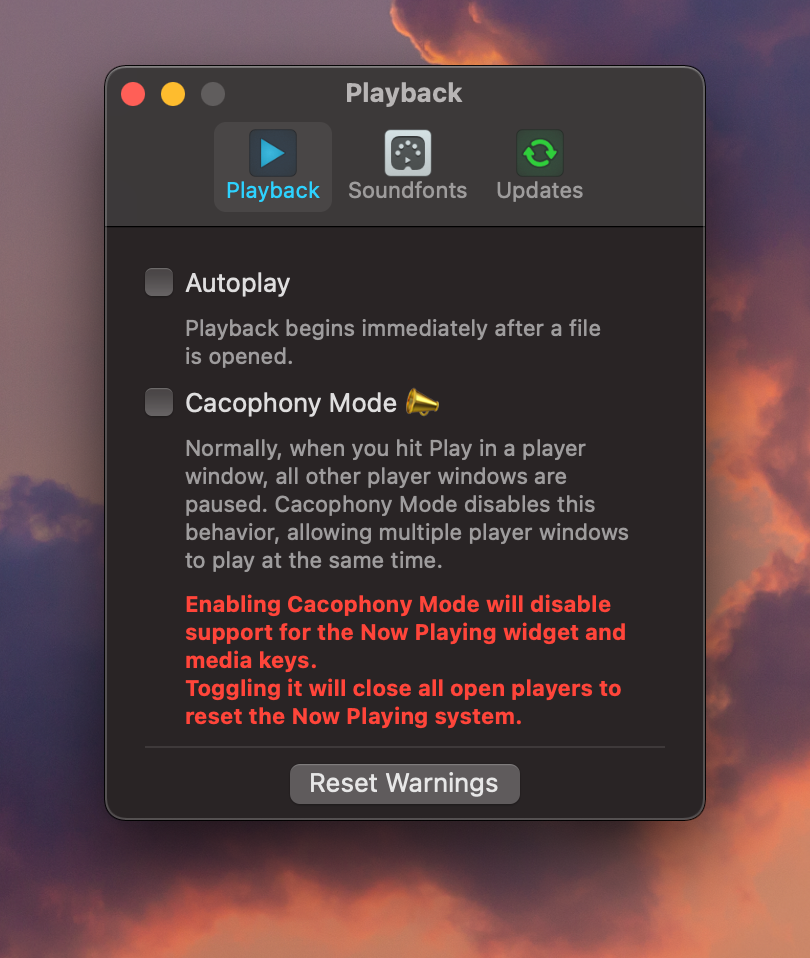 Playback
Playback Soundfonts Updates
Autoplay
Playback begins immediately after a file
is opened.
Cacophony Mode
Normally, when you hit Play in a player
window, all other player windows are
paused. Cacophony Mode disables this
behavior, allowing multiple player windows
to play at the same time.
Enabling Cacophony Mode will disable
support for the Now Playing widget and
media keys.
Toggling it will close all open players to
reset the Now Playing system.
Reset Warnings